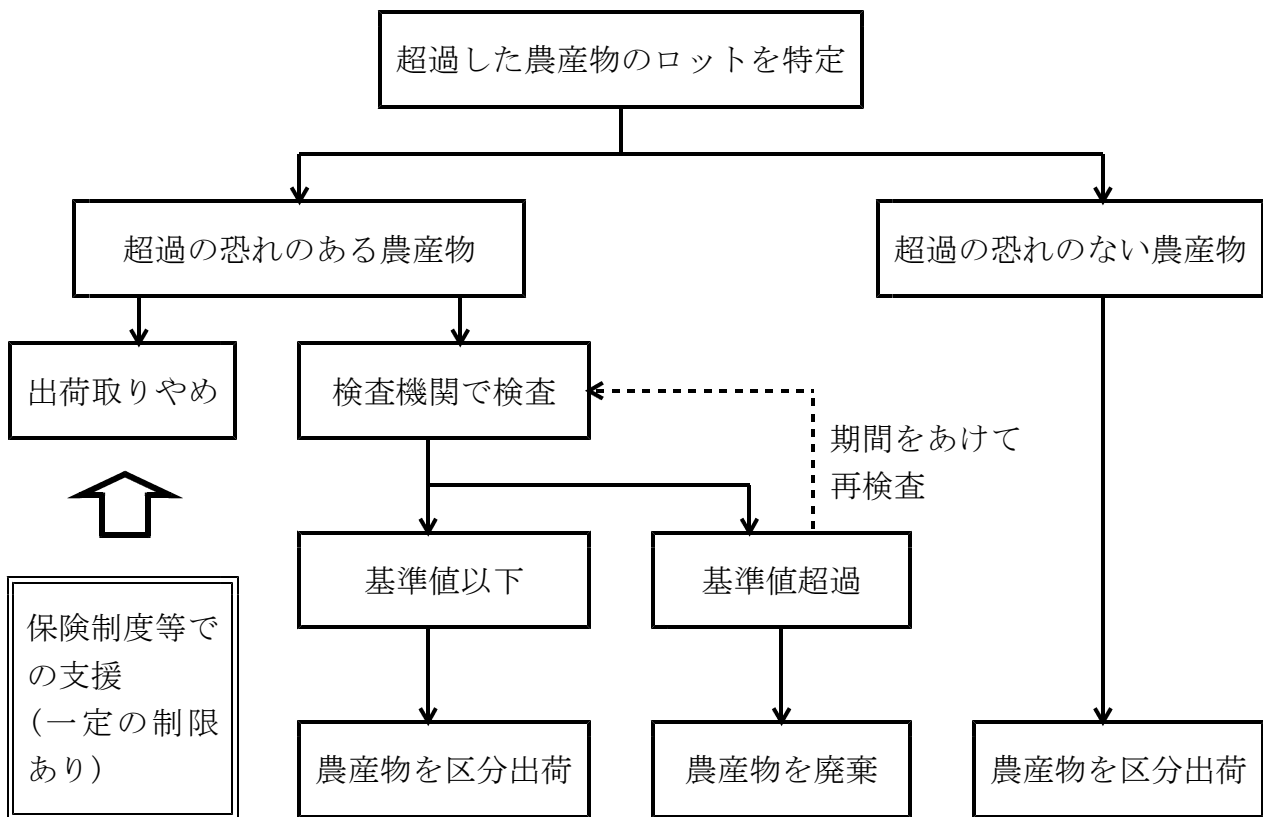 超過した農産物のロットを特定
超過の恐れのある農産物
超過の恐れのない農産物
出荷取りやめ
検査機関で検査
期間をあけて
再検査
基準値以下
基準値超過
保険制度等で
の支援
(一定の制限
あり)
農産物を区分出荷
農産物を廃棄
農産物を区分出荷